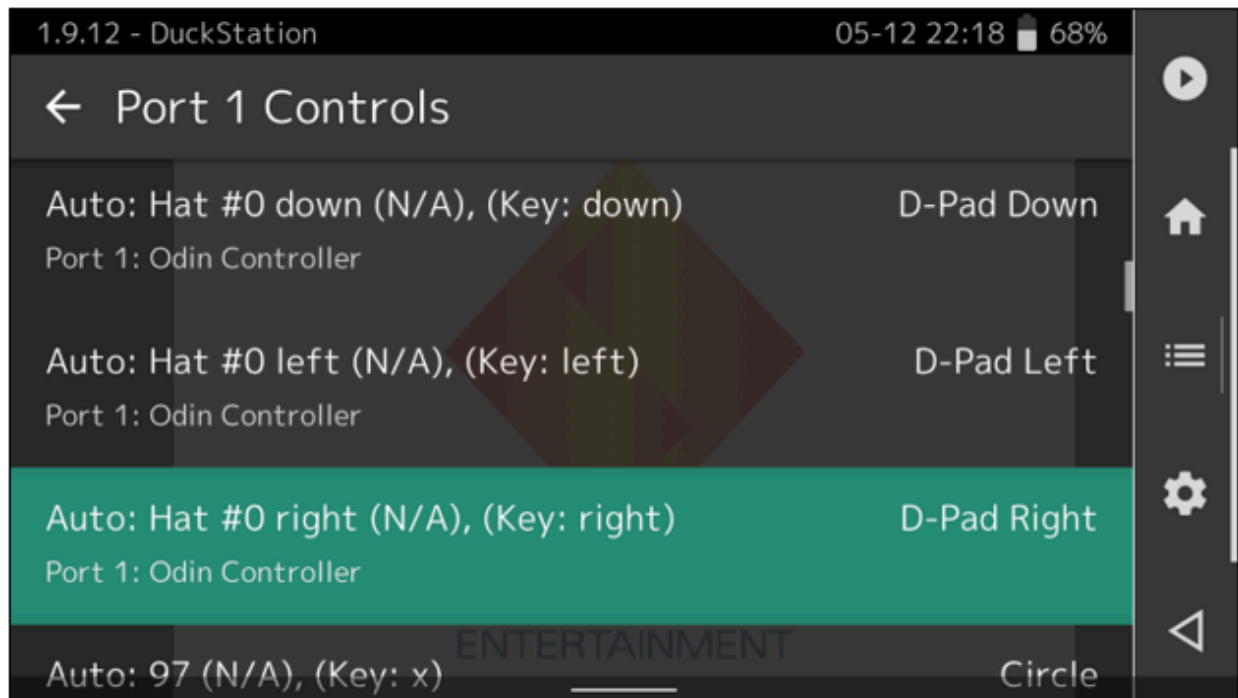 1.9.12 - DuckStation 05-12 22:18 68%
Port 1 Controls
Auto: Hat #0 down (N/A), (Key: down) D-Pad Down
Port 1: Odin Controller
Auto: Hat #0 left (N/A), (Key: left) D-Pad Left
Port 1: Odin Controller
Auto: Hat #0 right (N/A), (Key: right) D-Pad Right
Port 1: Odin Controller
ENTERTAINMENT
Auto: 97 (N/A), (Key: x) Circle